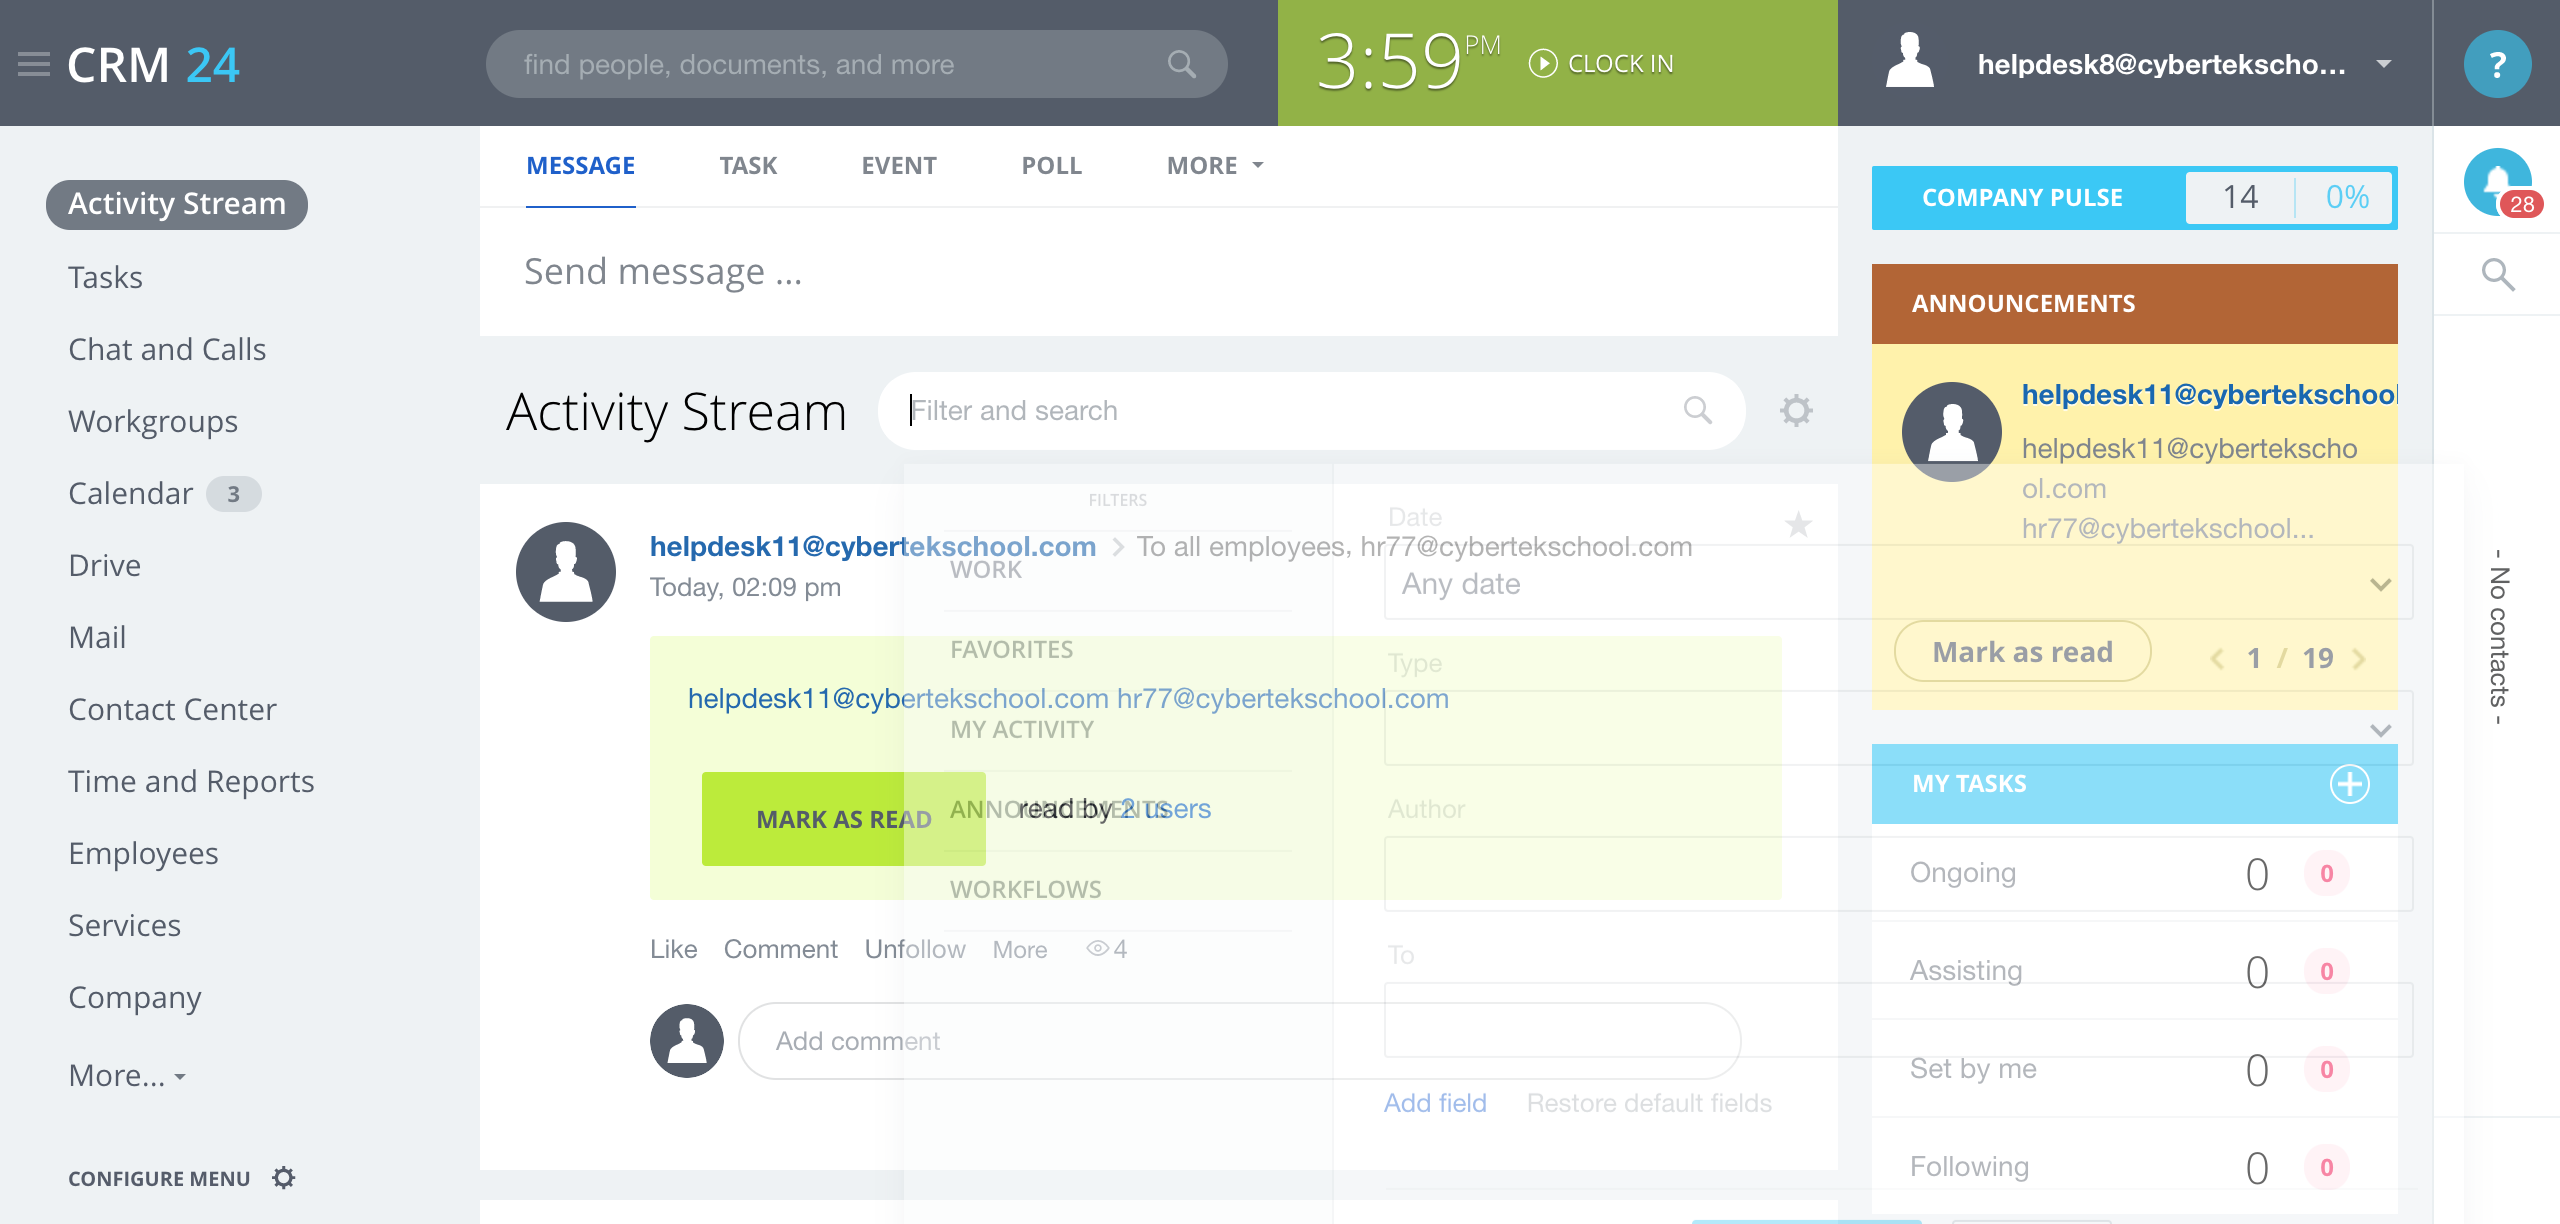 CRM 24
find people, documents, and more
3:59 PM
CLOCK IN
helpdesk8@cybertekscho...
?
Activity Stream
Tasks
Chat and Calls
Workgroups
Calendar 3
Drive
Mail
Contact Center
Time and Reports
Employees
Services
Company
More...
CONFIGURE MENU
MESSAGE TASK EVENT POLL MORE
Send message ...
Activity Stream
Filter and search
helpdesk11@cybertekschool.com > To all employees, hr77@cybertekschool.com
Today, 02:09 pm
helpdesk11@cybertekschool.com hr77@cybertekschool.com
MARK AS READ
read by 2 users
Like Comment Unfollow More 4
Add comment
FILTERS
WORK
FAVORITES
MY ACTIVITY
ANNOUNCEMENTS
WORKFLOWS
Date
Any date
Type
Author
To
Add field Restore default fields
COMPANY PULSE 14 0%
ANNOUNCEMENTS
helpdesk11@cybertekschool
helpdesk11@cybertekscho
ol.com
hr77@cybertekschool...
Mark as read
1 / 19
MY TASKS
Ongoing 0 0
Assisting 0 0
Set by me 0 0
Following 0 0
28
- No contacts -